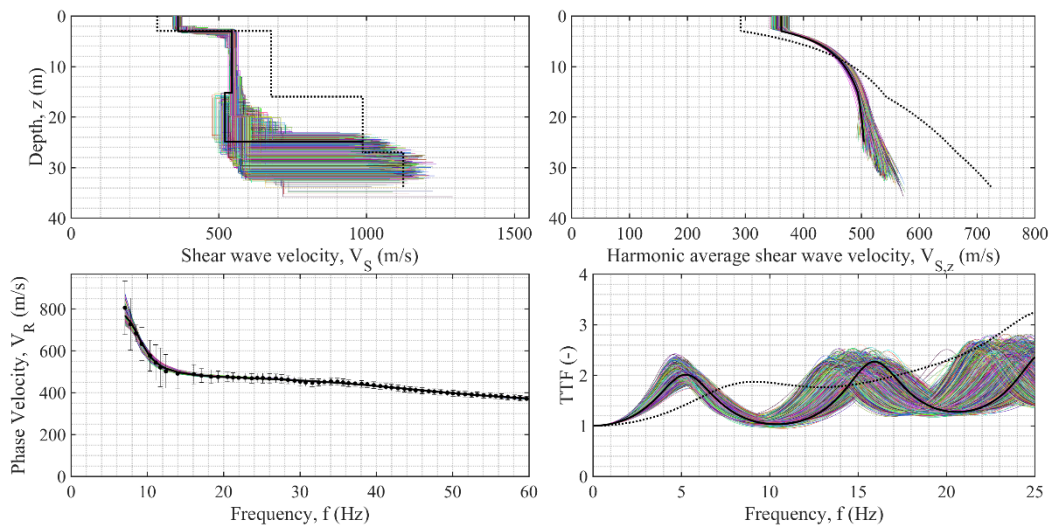 0
10
20
30
40
Depth, z (m)
0 500 1000 1500
Shear wave velocity, V_S (m/s)
0
10
20
30
40
0 100 200 300 400 500 600 700 800
Harmonic average shear wave velocity, V_{S,z} (m/s)
800
600
400
200
0
Phase Velocity, V_R (m/s)
0 10 20 30 40 50 60
Frequency, f (Hz)
4
3
2
1
0
TTF (-)
0 5 10 15 20 25
Frequency, f (Hz)